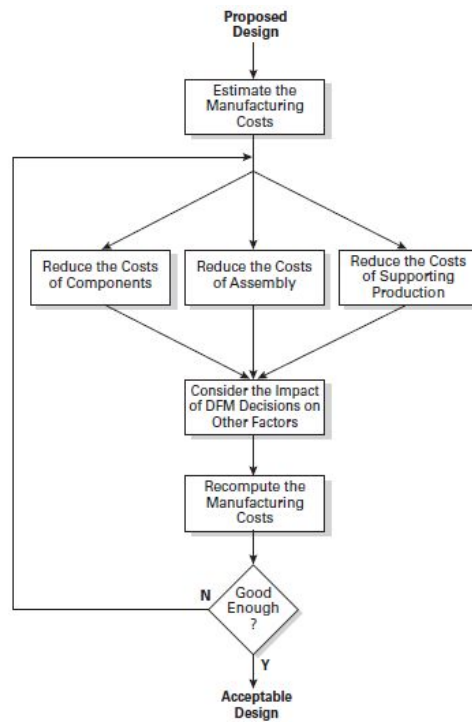 Proposed
Design
Estimate the
Manufacturing
Costs
Reduce the Costs
of Components
Reduce the Costs
of Assembly
Reduce the Costs
of Supporting
Production
Consider the Impact
of DFM Decisions on
Other Factors
Recompute the
Manufacturing
Costs
N
Good
Enough
?
Y
Acceptable
Design